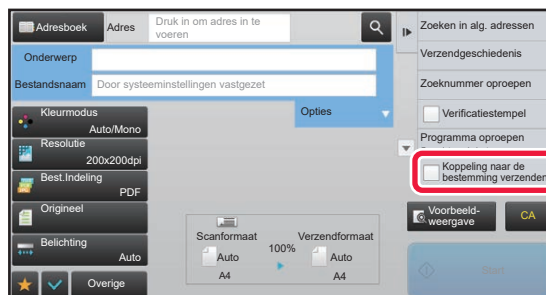 Adresboek
Adres
Druk in om adres in te
voeren
Onderwerp
Bestandsnaam
Door systeeminstellingen vastgezet
Opties
Kleurmodus
Auto/Mono
Resolutie
200x200dpi
Best.Indeling
PDF
Origineel
Belichting
Auto
Overige
Scanformaat
Auto
A4
100%
Verzendformaat
Auto
A4
Zoeken in alg. adressen
Verzendgeschiedenis
Zoeknummer oproepen
Verificatiestempel
Programma oproepen
Koppeling naar de
bestemming verzenden
Voorbeeld-
weergave
CA
Start